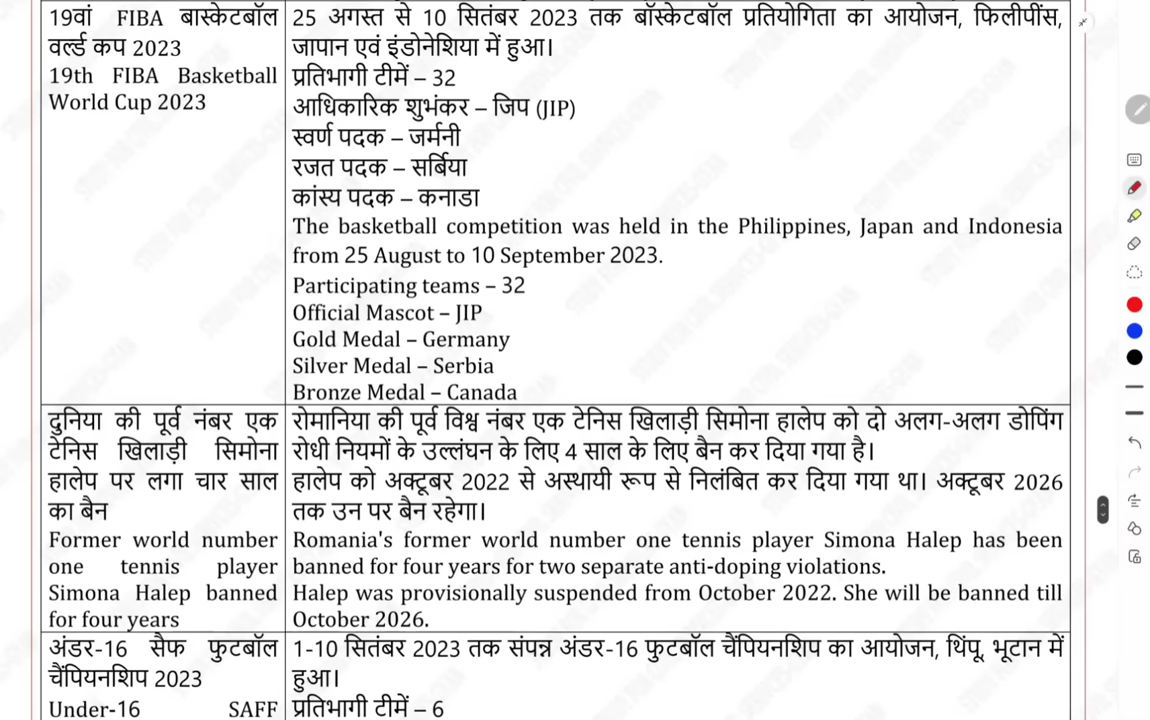 19वां FIBA बास्केटबॉल
वर्ल्ड कप 2023
19th FIBA Basketball
World Cup 2023
25 अगस्त से 10 सितंबर 2023 तक बॉस्केटबॉल प्रतियोगिता का आयोजन, फिलीपींस,
जापान एवं इंडोनेशिया में हुआ।
प्रतिभागी टीमें – 32
आधिकारिक शुभंकर – जिप (JIP)
स्वर्ण पदक – जर्मनी
रजत पदक – सर्बिया
कांस्य पदक – कनाडा
The basketball competition was held in the Philippines, Japan and Indonesia
from 25 August to 10 September 2023.
Participating teams – 32
Official Mascot – JIP
Gold Medal – Germany
Silver Medal – Serbia
Bronze Medal – Canada
दुनिया की पूर्व नंबर एक
टेनिस खिलाड़ी सिमोना
हालेप पर लगा चार साल
का बैन
Former world number
one tennis player
Simona Halep banned
for four years
रोमानिया की पूर्व विश्व नंबर एक टेनिस खिलाड़ी सिमोना हालेप को दो अलग-अलग डोपिंग
रोधी नियमों के उल्लंघन के लिए 4 साल के लिए बैन कर दिया गया है।
हालेप को अक्टूबर 2022 से अस्थायी रूप से निलंबित कर दिया गया था। अक्टूबर 2026
तक उन पर बैन रहेगा।
Romania's former world number one tennis player Simona Halep has been
banned for four years for two separate anti-doping violations.
Halep was provisionally suspended from October 2022. She will be banned till
October 2026.
अंडर-16 सैफ फुटबॉल
चैंपियनशिप 2023
Under-16 SAFF
1-10 सितंबर 2023 तक संपन्न अंडर-16 फुटबॉल चैंपियनशिप का आयोजन, थिंपू, भूटान में
हुआ।
प्रतिभागी टीमें – 6